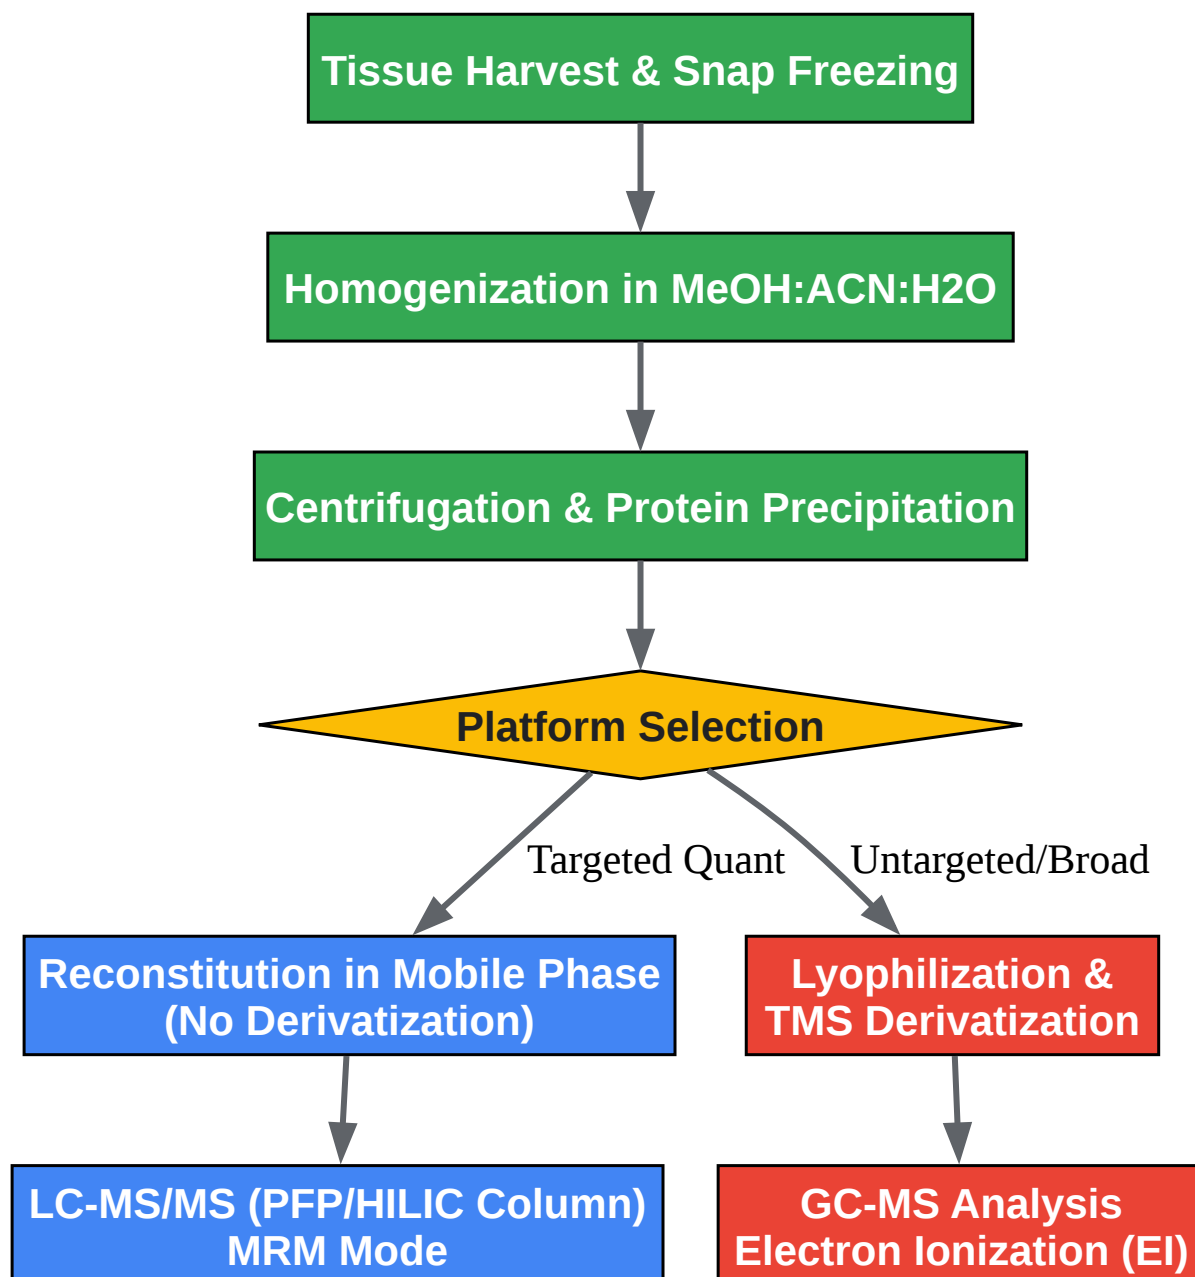 Tissue Harvest & Snap Freezing
Homogenization in MeOH:ACN:H2O
Centrifugation & Protein Precipitation
Platform Selection
Targeted Quant
Untargeted/Broad
Reconstitution in Mobile Phase
(No Derivatization)
Lyophilization &
TMS Derivatization
LC-MS/MS (PFP/HILIC Column)
MRM Mode
GC-MS Analysis
Electron Ionization (EI)